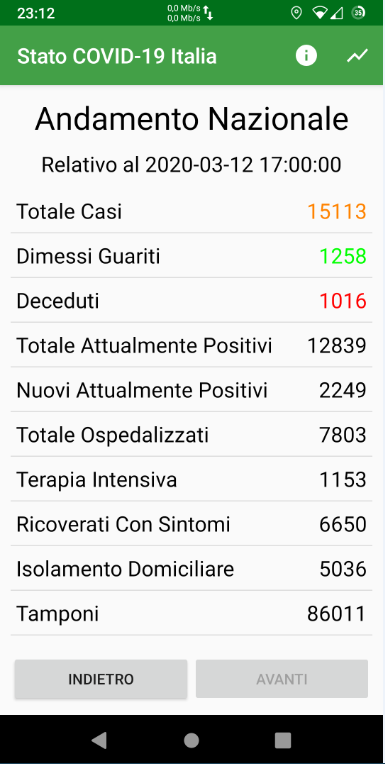 23:12
0,0 Mb/s
0,0 Mb/s
35
Stato COVID-19 Italia
Andamento Nazionale
Relativo al 2020-03-12 17:00:00
Totale Casi 15113
Dimessi Guariti 1258
Deceduti 1016
Totale Attualmente Positivi 12839
Nuovi Attualmente Positivi 2249
Totale Ospedalizzati 7803
Terapia Intensiva 1153
Ricoverati Con Sintomi 6650
Isolamento Domiciliare 5036
Tamponi 86011
INDIETRO AVANTI